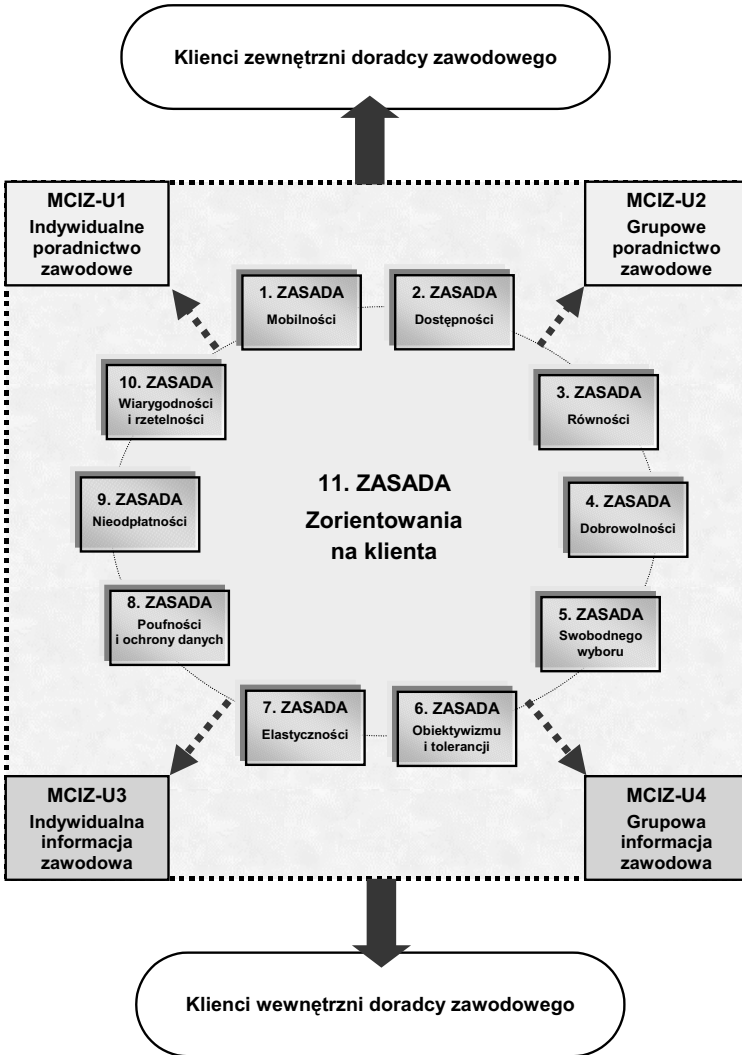 Klienci zewnętrzni doradcy zawodowego
MCIZ-U1
Indywidualne
poradnictwo
zawodowe
MCIZ-U2
Grupowe
poradnictwo
zawodowe
1. ZASADA
Mobilności
2. ZASADA
Dostępności
3. ZASADA
Równości
4. ZASADA
Dobrowolności
5. ZASADA
Swobodnego
wyboru
6. ZASADA
Obiektywizmu
i tolerancji
7. ZASADA
Elastyczności
8. ZASADA
Poufności
i ochrony danych
9. ZASADA
Nieodpłatności
10. ZASADA
Wiarygodności
i rzetelności
11. ZASADA
Zorientowania
na klienta
MCIZ-U3
Indywidualna
informacja
zawodowa
MCIZ-U4
Grupowa
informacja
zawodowa
Klienci wewnętrzni doradcy zawodowego